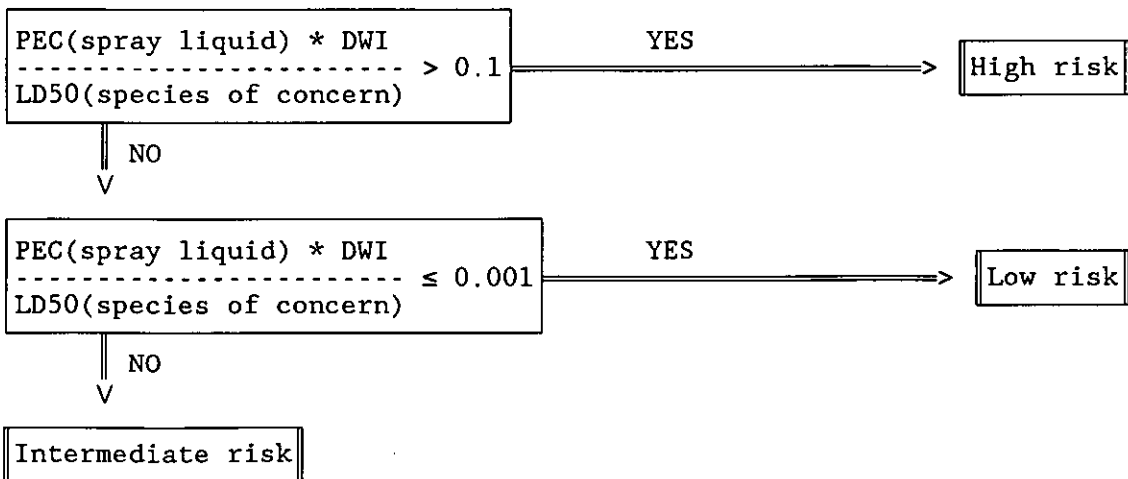 PEC(spray liquid) * DWI
------------------------ > 0.1
LD50(species of concern)
YES
High risk
NO
PEC(spray liquid) * DWI
------------------------ ≤ 0.001
LD50(species of concern)
YES
Low risk
NO
Intermediate risk